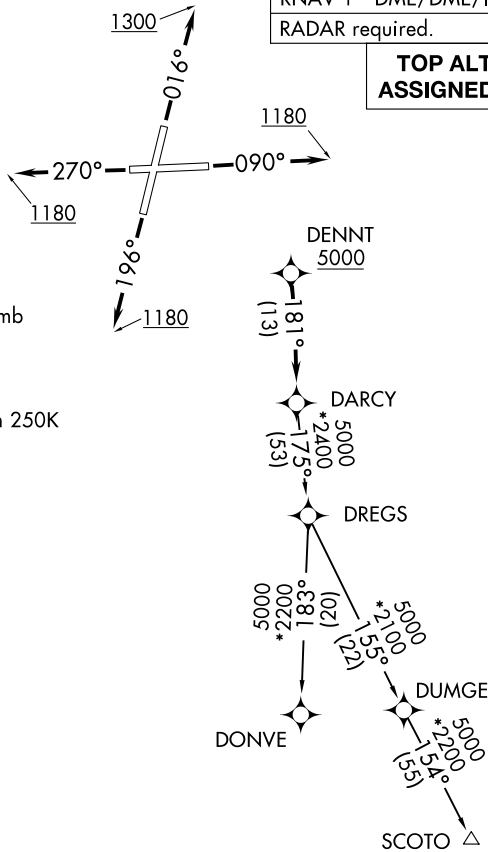 RNAV 1 - DME/DME/
RADAR required.
TOP ALT
ASSIGNED
1300
016°
1180
270°
090°
1180
196°
1180
mb
250K
DENNT
5000
181°
(13)
DARCY
5000
*2400
175°
(53)
DREGS
5000
*2200
183°
(20)
5000
*2100
155°
(22)
DUMGE
DONVE
5000
*2200
154°
(55)
SCOTO